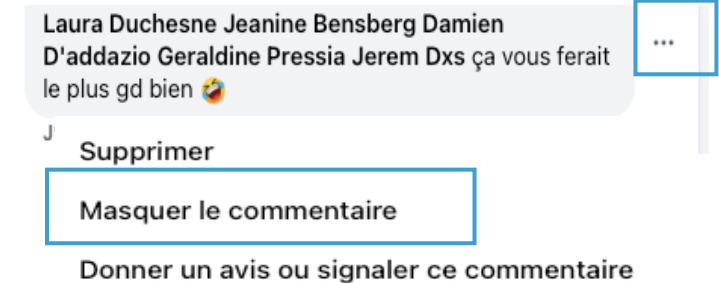 Laura Duchesne Jeanine Bensberg Damien
D'addazio Geraldine Pressia Jerem Dxs ça vous ferait
le plus gd bien 🤣
...
J'
Supprimer
Masquer le commentaire
Donner un avis ou signaler ce commentaire